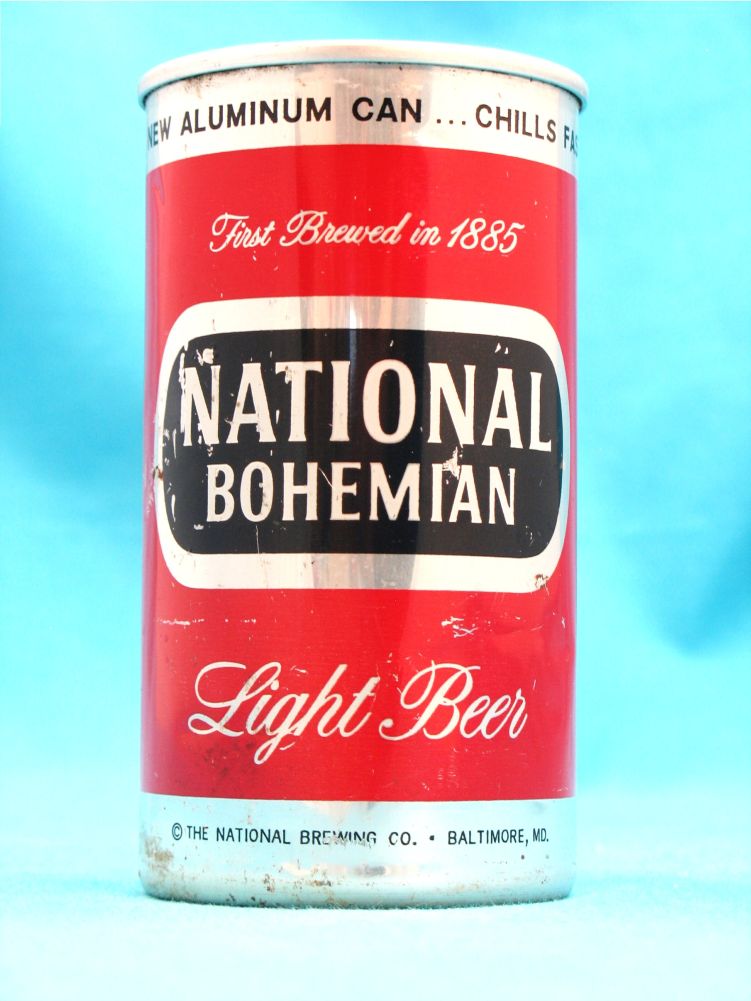 NEW ALUMINUM CAN ... CHILLS
First Brewed in 1885
NATIONAL
BOHEMIAN
Light Beer
© THE NATIONAL BREWING CO. • BALTIMORE, MD.